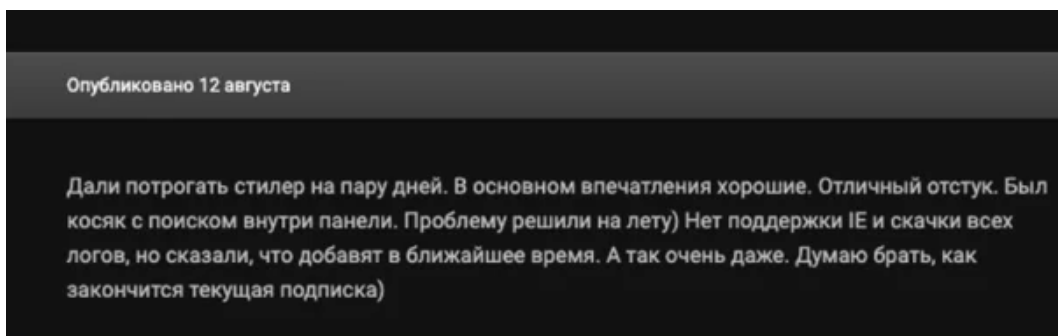 Опубликовано 12 августа
Дали потрогать стилер на пару дней. В основном впечатления хорошие. Отличный отстук. Был
косяк с поиском внутри панели. Проблему решили на лету) Нет поддержки IE и скачки всех
логов, но сказали, что добавят в ближайшее время. А так очень даже. Думаю брать, как
закончится текущая подписка)